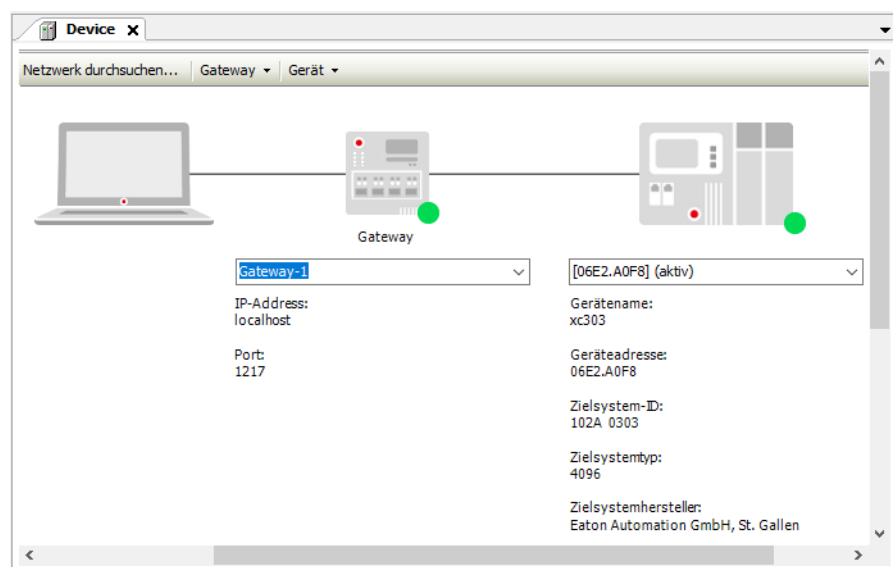 Device
Netzwerk durchsuchen... Gateway Gerät
Gateway
Gateway-1
[06E2.A0F8] (aktiv)
IP-Address:
localhost
Port:
1217
Gerätename:
xc303
Geräteadresse:
06E2.A0F8
Zielsystem-ID:
102A 0303
Zielsystemtyp:
4096
Zielsystemhersteller:
Eaton Automation GmbH, St. Gallen